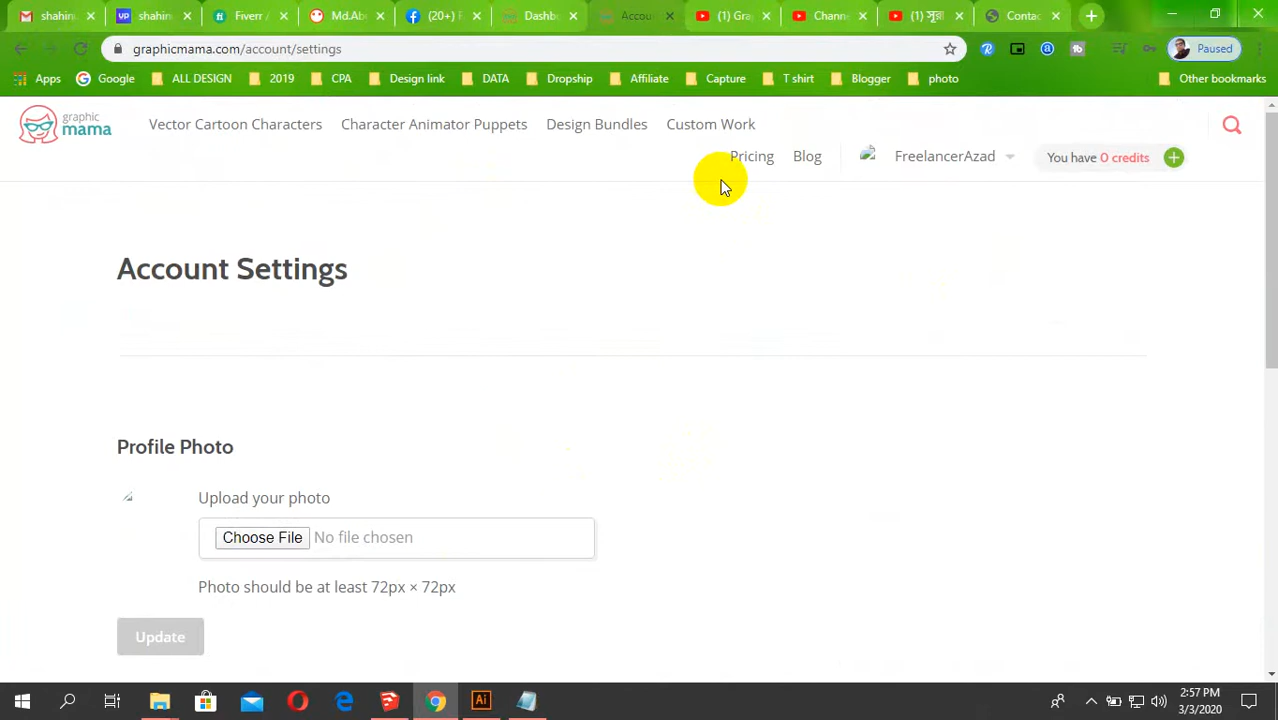 shahin
shahin
Fiverr /
Md.Ab
(20+) F
Dashb
Accou
(1) Gra
Chann
(1) সূরা
Contac
graphicmama.com/account/settings
Paused
Apps
Google
ALL DESIGN
2019
CPA
Design link
DATA
Dropship
Affiliate
Capture
T shirt
Blogger
photo
Other bookmarks
graphic
mama
Vector Cartoon Characters
Character Animator Puppets
Design Bundles
Custom Work
Pricing
Blog
FreelancerAzad
You have 0 credits
Account Settings
Profile Photo
Upload your photo
Choose File No file chosen
Photo should be at least 72px × 72px
Update
2:57 PM
3/3/2020